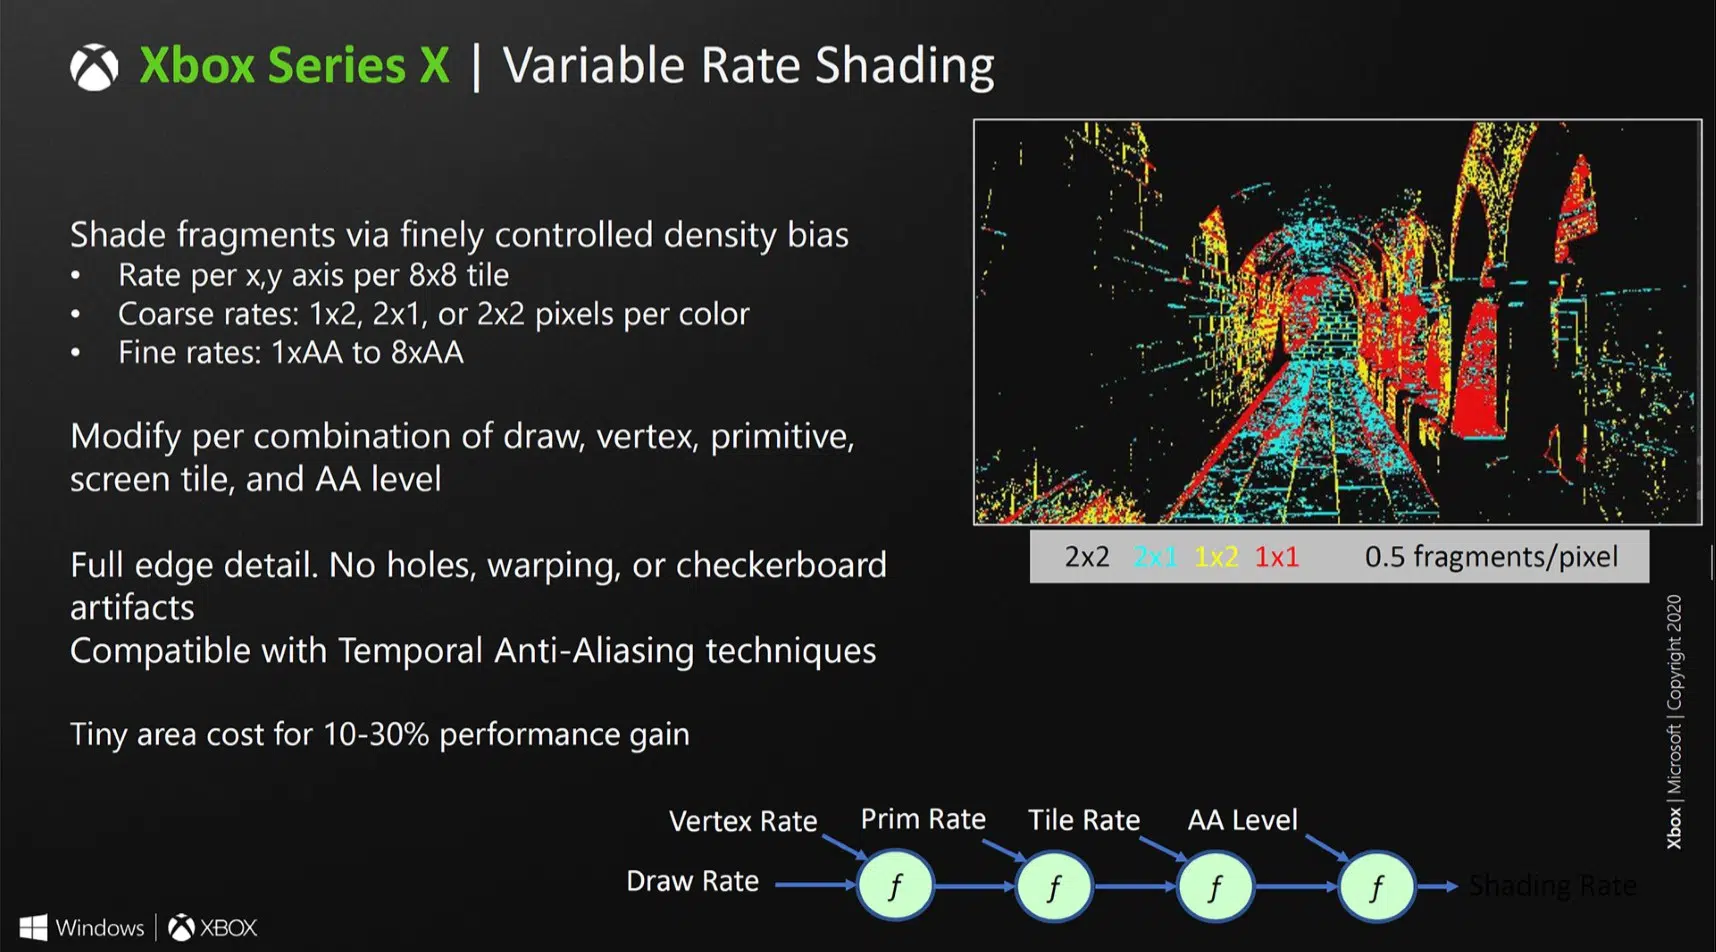 Xbox Series X | Variable Rate Shading
Shade fragments via finely controlled density bias
• Rate per x,y axis per 8x8 tile
• Coarse rates: 1x2, 2x1, or 2x2 pixels per color
• Fine rates: 1xAA to 8xAA
Modify per combination of draw, vertex, primitive,
screen tile, and AA level
Full edge detail. No holes, warping, or checkerboard
artifacts
Compatible with Temporal Anti-Aliasing techniques
Tiny area cost for 10-30% performance gain
2x2 2x1 1x2 1x1 0.5 fragments/pixel
Xbox | Microsoft | Copyright 2020
Vertex Rate Prim Rate Tile Rate AA Level
Draw Rate f f f f Shading Rate
Windows | XBOX